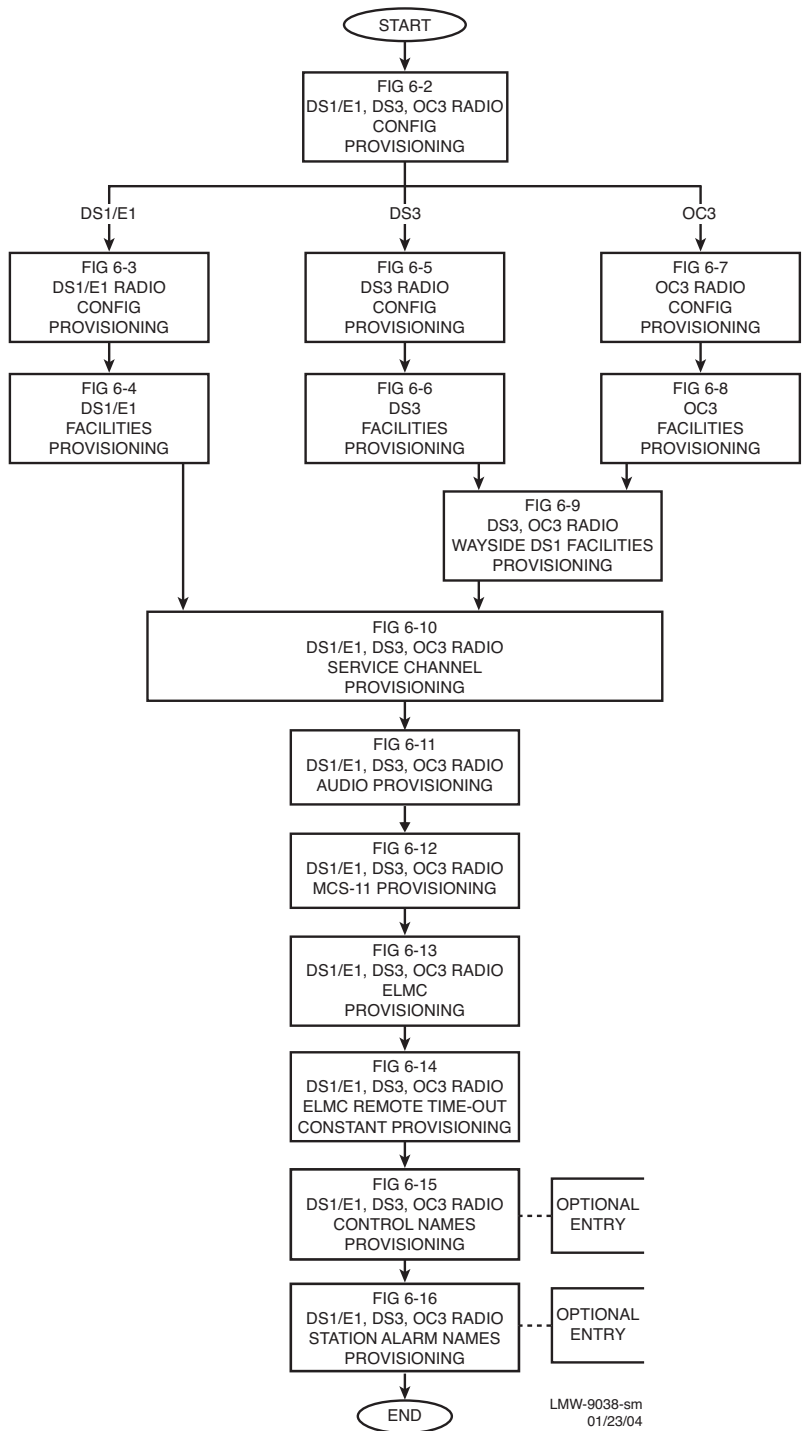 START
FIG 6-2
DS1/E1, DS3, OC3 RADIO
CONFIG
PROVISIONING
DS1/E1
DS3
OC3
FIG 6-3
DS1/E1 RADIO
CONFIG
PROVISIONING
FIG 6-5
DS3 RADIO
CONFIG
PROVISIONING
FIG 6-7
OC3 RADIO
CONFIG
PROVISIONING
FIG 6-4
DS1/E1
FACILITIES
PROVISIONING
FIG 6-6
DS3
FACILITIES
PROVISIONING
FIG 6-8
OC3
FACILITIES
PROVISIONING
FIG 6-9
DS3, OC3 RADIO
WAYSIDE DS1 FACILITIES
PROVISIONING
FIG 6-10
DS1/E1, DS3, OC3 RADIO
SERVICE CHANNEL
PROVISIONING
FIG 6-11
DS1/E1, DS3, OC3 RADIO
AUDIO PROVISIONING
FIG 6-12
DS1/E1, DS3, OC3 RADIO
MCS-11 PROVISIONING
FIG 6-13
DS1/E1, DS3, OC3 RADIO
ELMC
PROVISIONING
FIG 6-14
DS1/E1, DS3, OC3 RADIO
ELMC REMOTE TIME-OUT
CONSTANT PROVISIONING
FIG 6-15
DS1/E1, DS3, OC3 RADIO
CONTROL NAMES
PROVISIONING
OPTIONAL
ENTRY
FIG 6-16
DS1/E1, DS3, OC3 RADIO
STATION ALARM NAMES
PROVISIONING
OPTIONAL
ENTRY
END
LMW-9038-sm
01/23/04